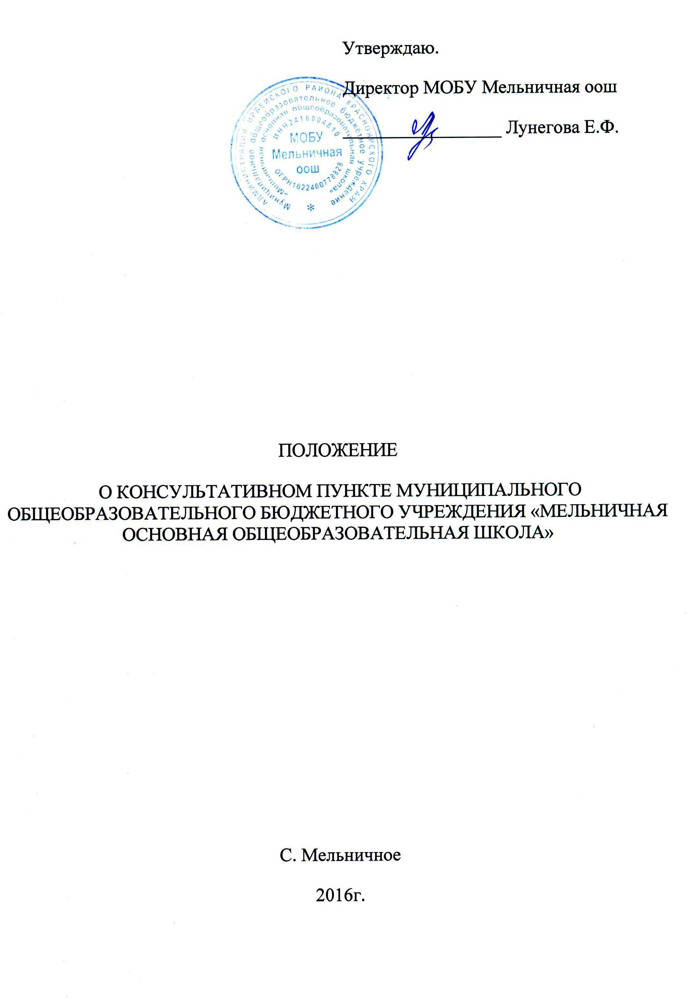 Утверждаю.
Директор МОБУ Мельничная оош
Лунегова Е.Ф.
АДМИНИСТРАЦИЯ ИРБЕЙСКОГО РАЙОНА КРАСНОЯРСКОГО КРАЯ
Муниципальное общеобразовательное бюджетное учреждение
«Мельничная основная общеобразовательная школа»
ИНН2416004810
МОБУ
Мельничная
оош
ОГРН1022400778828
ПОЛОЖЕНИЕ
О КОНСУЛЬТАТИВНОМ ПУНКТЕ МУНИЦИПАЛЬНОГО
ОБЩЕОБРАЗОВАТЕЛЬНОГО БЮДЖЕТНОГО УЧРЕЖДЕНИЯ «МЕЛЬНИЧНАЯ
ОСНОВНАЯ ОБЩЕОБРАЗОВАТЕЛЬНАЯ ШКОЛА»
С. Мельничное
2016г.